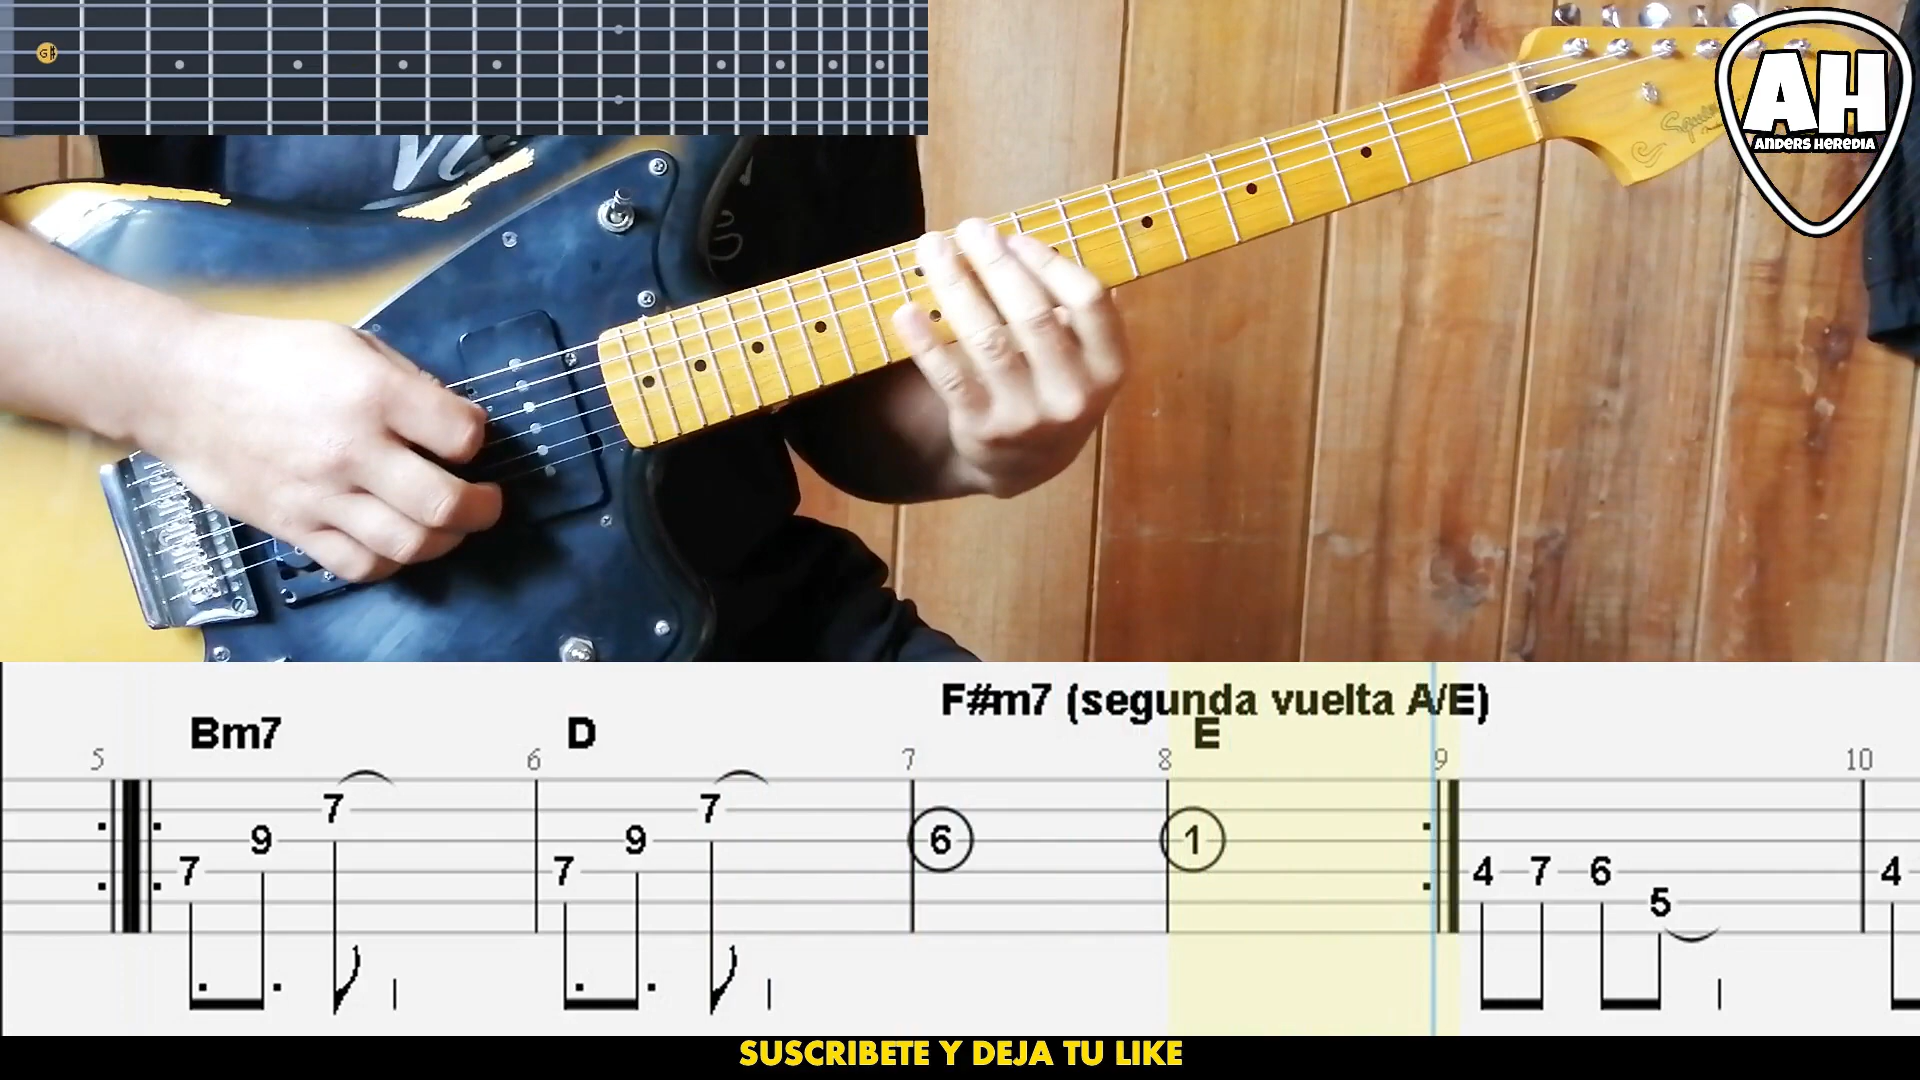 G#
AH
ANDERS HEREDIA
F#m7 (segunda vuelta A/E)
Bm7 D E
5 6 7 8 9 10
7 9 7 7 9 7 6 1 4 7 6 5 4
SUSCRIBETE Y DEJA TU LIKE